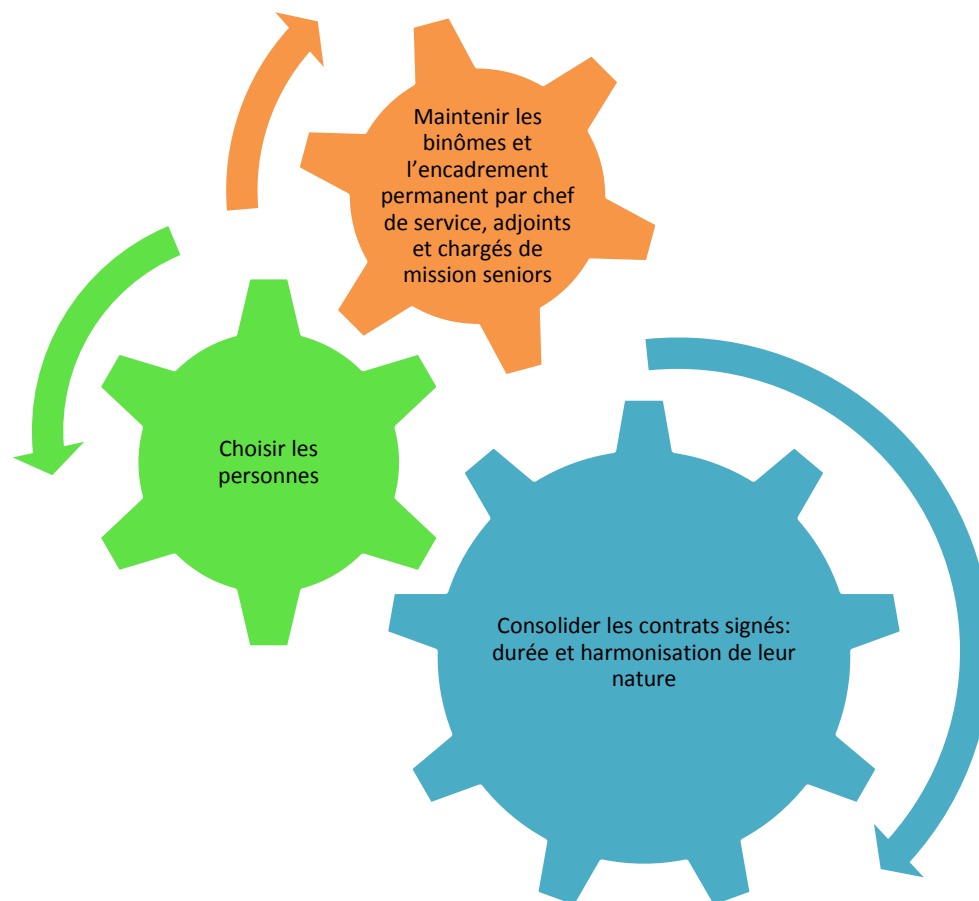 Maintenir les
binômes et
l’encadrement
permanent par chef
de service, adjoints
et chargés de
mission seniors
Choisir les
personnes
Consolider les contrats signés:
durée et harmonisation de leur
nature